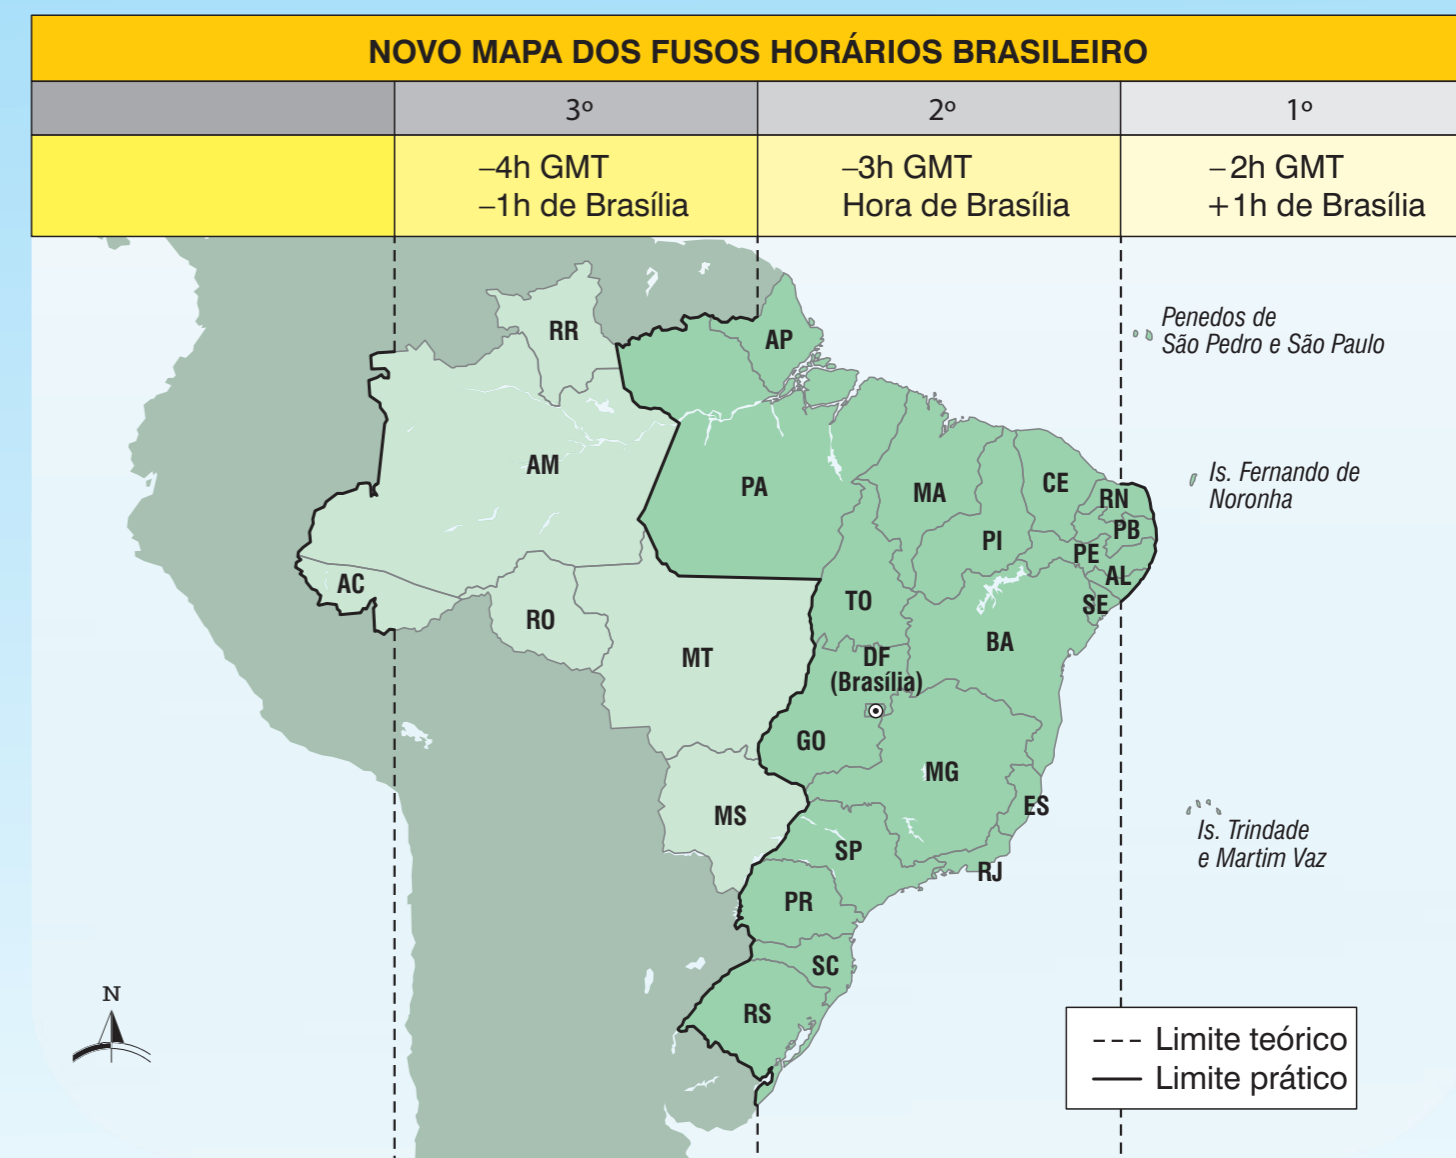 NOVO MAPA DOS FUSOS HORÁRIOS BRASILEIRO
3º
2º
1º
–4h GMT
–1h de Brasília
–3h GMT
Hora de Brasília
–2h GMT
+1h de Brasília
RR
AP
Penedos de
São Pedro e São Paulo
AM
PA
MA
CE
RN
Is. Fernando de
Noronha
PB
PI
PE
AL
AC
TO
SE
RO
BA
MT
DF
(Brasília)
GO
MG
MS
ES
Is. Trindade
e Martim Vaz
SP
RJ
PR
SC
RS
N
Limite teórico
Limite prático